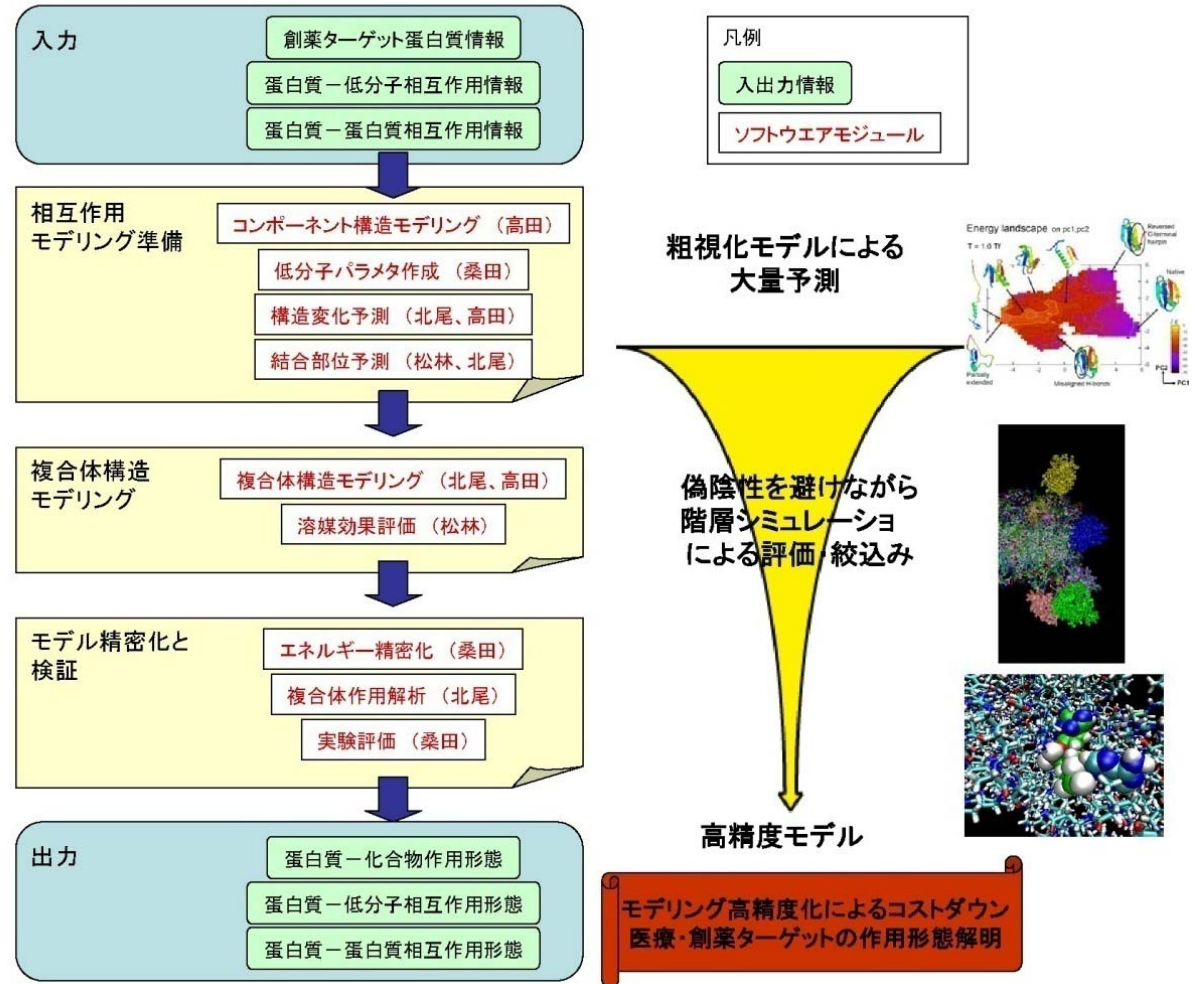 入力
創薬ターゲット蛋白質情報
蛋白質－低分子相互作用情報
蛋白質－蛋白質相互作用情報
凡例
入出力情報
ソフトウエアモジュール
相互作用
モデリング準備
コンポーネント構造モデリング （高田）
低分子パラメタ作成 （桑田）
構造変化予測 （北尾、高田）
結合部位予測 （松林、北尾）
粗視化モデルによる
大量予測
Energy landscape on pc1,pc2
T = 1.0 Tf
Reversed
C-terminal
hairpin
Native
Partially
extended
Misaligned H-bonds
-4
-2
0
2
4
6
PC2
PC1
複合体構造
モデリング
複合体構造モデリング （北尾、高田）
溶媒効果評価 （松林）
偽陰性を避けながら
階層シミュレーショ
による評価・絞込み
モデル精密化と
検証
エネルギー精密化 （桑田）
複合体作用解析 （北尾）
実験評価 （桑田）
高精度モデル
出力
蛋白質－化合物作用形態
蛋白質－低分子相互作用形態
蛋白質－蛋白質相互作用形態
モデリング高精度化によるコストダウン
医療・創薬ターゲットの作用形態解明